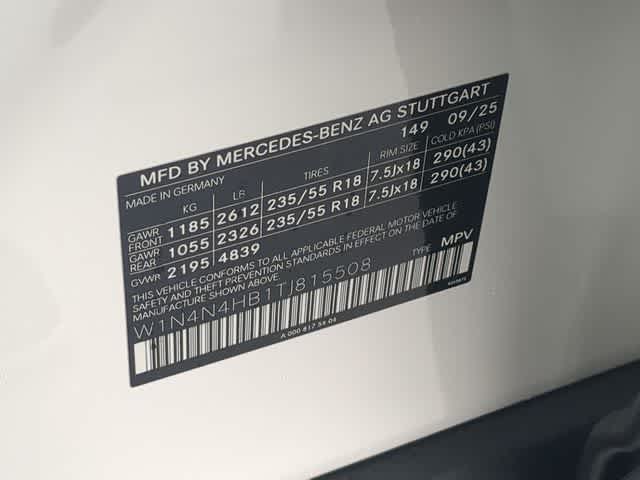 MFD BY MERCEDES-BENZ AG STUTTGART
MADE IN GERMANY 149 09/25
KG LB TIRES RIM SIZE COLD KPA (PSI)
GAWR FRONT 1185 2612 235/55 R18 7.5Jx18 290(43)
GAWR REAR 1055 2326 235/55 R18 7.5Jx18 290(43)
GVWR 2195 4839
THIS VEHICLE CONFORMS TO ALL APPLICABLE FEDERAL MOTOR VEHICLE
SAFETY AND THEFT PREVENTION STANDARDS IN EFFECT ON THE DATE OF
MANUFACTURE SHOWN ABOVE.
W1N4N4HB1TJ815508 TYPE MPV
A 000 817 59 04